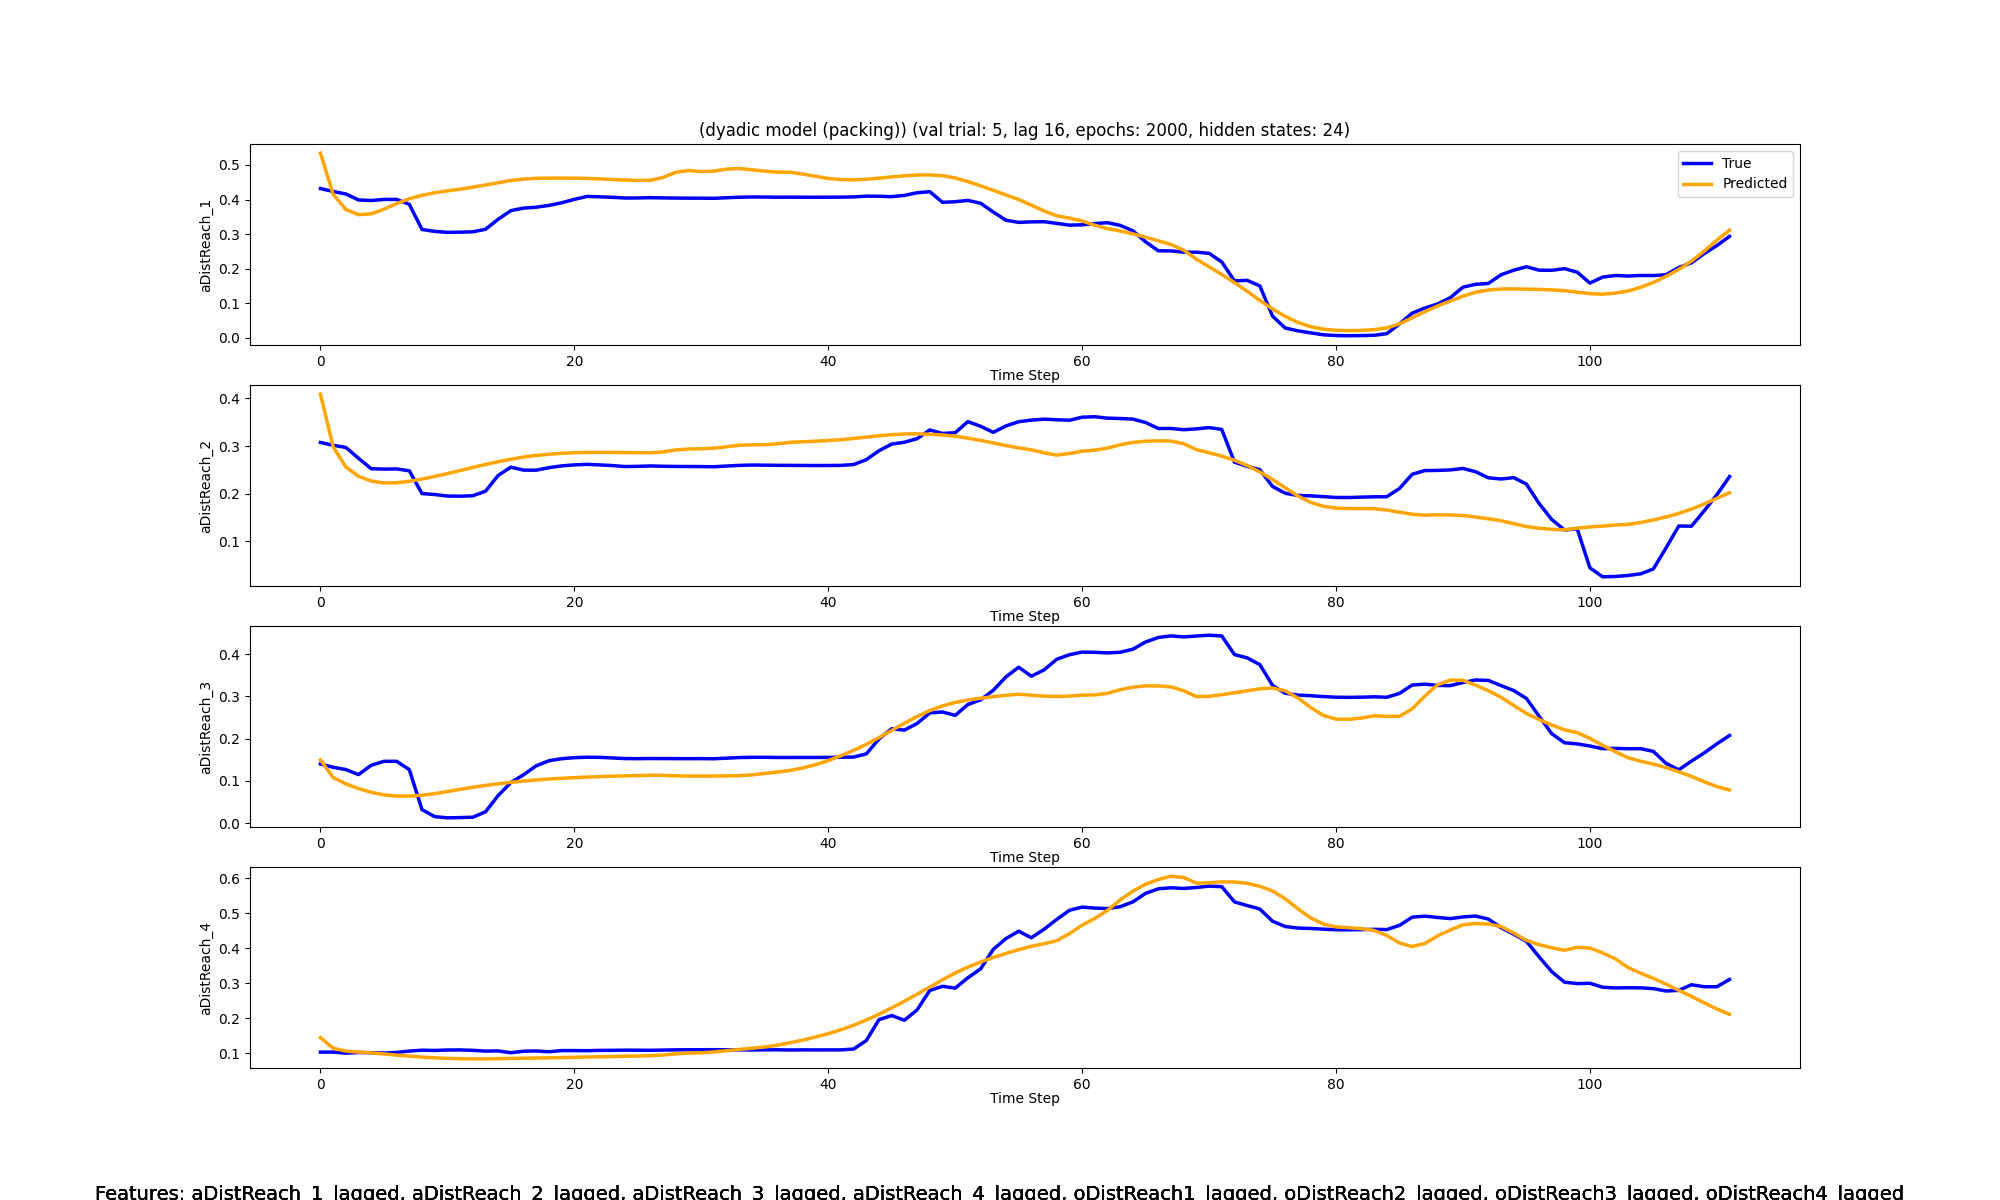 (dyadic model (packing)) (val trial: 5, lag 16, epochs: 2000, hidden states: 24)
True
Predicted
aDistReach_1
0.5
0.4
0.3
0.2
0.1
0.0
0 20 40 60 80 100
Time Step
aDistReach_2
0.4
0.3
0.2
0.1
0 20 40 60 80 100
Time Step
aDistReach_3
0.4
0.3
0.2
0.1
0.0
0 20 40 60 80 100
Time Step
aDistReach_4
0.6
0.5
0.4
0.3
0.2
0.1
0 20 40 60 80 100
Time Step
Features: aDistReach_1_lagged, aDistReach_2_lagged, aDistReach_3_lagged, aDistReach_4_lagged, oDistReach1_lagged, oDistReach2_lagged, oDistReach3_lagged, oDistReach4_lagged